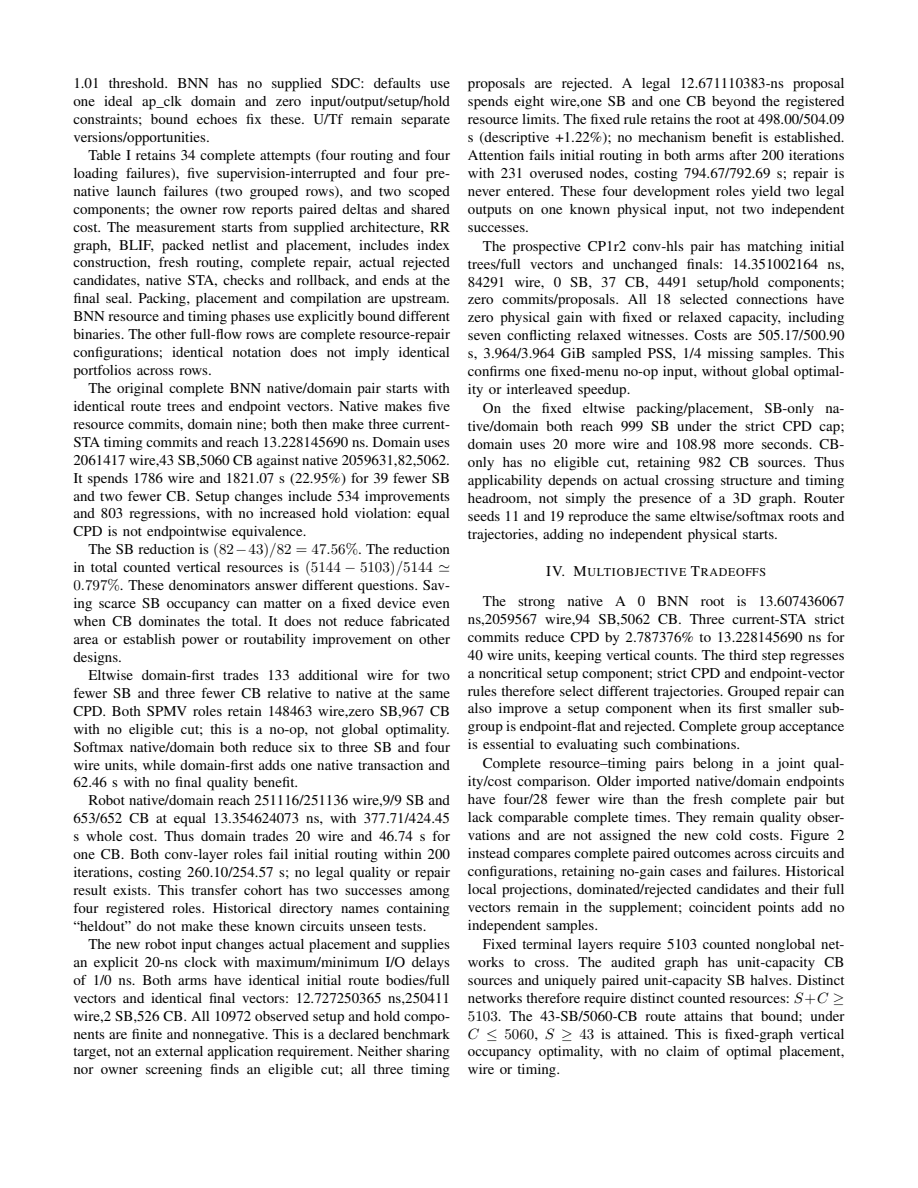 1.01 threshold. BNN has no supplied SDC: defaults use
one ideal ap_clk domain and zero input/output/setup/hold
constraints; bound echoes fix these. U/Tf remain separate
versions/opportunities.
Table I retains 34 complete attempts (four routing and four
loading failures), five supervision-interrupted and four pre-
native launch failures (two grouped rows), and two scoped
components; the owner row reports paired deltas and shared
cost. The measurement starts from supplied architecture, RR
graph, BLIF, packed netlist and placement, includes index
construction, fresh routing, complete repair, actual rejected
candidates, native STA, checks and rollback, and ends at the
final seal. Packing, placement and compilation are upstream.
BNN resource and timing phases use explicitly bound different
binaries. The other full-flow rows are complete resource-repair
configurations; identical notation does not imply identical
portfolios across rows.
The original complete BNN native/domain pair starts with
identical route trees and endpoint vectors. Native makes five
resource commits, domain nine; both then make three current-
STA timing commits and reach 13.228145690 ns. Domain uses
2061417 wire,43 SB,5060 CB against native 2059631,82,5062.
It spends 1786 wire and 1821.07 s (22.95%) for 39 fewer SB
and two fewer CB. Setup changes include 534 improvements
and 803 regressions, with no increased hold violation: equal
CPD is not endpointwise equivalence.
The SB reduction is (82−43)/82 = 47.56%. The reduction
in total counted vertical resources is (5144 − 5103)/5144 ≃
0.797%. These denominators answer different questions. Sav-
ing scarce SB occupancy can matter on a fixed device even
when CB dominates the total. It does not reduce fabricated
area or establish power or routability improvement on other
designs.
Eltwise domain-first trades 133 additional wire for two
fewer SB and three fewer CB relative to native at the same
CPD. Both SPMV roles retain 148463 wire,zero SB,967 CB
with no eligible cut; this is a no-op, not global optimality.
Softmax native/domain both reduce six to three SB and four
wire units, while domain-first adds one native transaction and
62.46 s with no final quality benefit.
Robot native/domain reach 251116/251136 wire,9/9 SB and
653/652 CB at equal 13.354624073 ns, with 377.71/424.45
s whole cost. Thus domain trades 20 wire and 46.74 s for
one CB. Both conv-layer roles fail initial routing within 200
iterations, costing 260.10/254.57 s; no legal quality or repair
result exists. This transfer cohort has two successes among
four registered roles. Historical directory names containing
“heldout” do not make these known circuits unseen tests.
The new robot input changes actual placement and supplies
an explicit 20-ns clock with maximum/minimum I/O delays
of 1/0 ns. Both arms have identical initial route bodies/full
vectors and identical final vectors: 12.727250365 ns,250411
wire,2 SB,526 CB. All 10972 observed setup and hold compo-
nents are finite and nonnegative. This is a declared benchmark
target, not an external application requirement. Neither sharing
nor owner screening finds an eligible cut; all three timing
proposals are rejected. A legal 12.671110383-ns proposal
spends eight wire,one SB and one CB beyond the registered
resource limits. The fixed rule retains the root at 498.00/504.09
s (descriptive +1.22%); no mechanism benefit is established.
Attention fails initial routing in both arms after 200 iterations
with 231 overused nodes, costing 794.67/792.69 s; repair is
never entered. These four development roles yield two legal
outputs on one known physical input, not two independent
successes.
The prospective CP1r2 conv-hls pair has matching initial
trees/full vectors and unchanged finals: 14.351002164 ns,
84291 wire, 0 SB, 37 CB, 4491 setup/hold components;
zero commits/proposals. All 18 selected connections have
zero physical gain with fixed or relaxed capacity, including
seven conflicting relaxed witnesses. Costs are 505.17/500.90
s, 3.964/3.964 GiB sampled PSS, 1/4 missing samples. This
confirms one fixed-menu no-op input, without global optimal-
ity or interleaved speedup.
On the fixed eltwise packing/placement, SB-only na-
tive/domain both reach 999 SB under the strict CPD cap;
domain uses 20 more wire and 108.98 more seconds. CB-
only has no eligible cut, retaining 982 CB sources. Thus
applicability depends on actual crossing structure and timing
headroom, not simply the presence of a 3D graph. Router
seeds 11 and 19 reproduce the same eltwise/softmax roots and
trajectories, adding no independent physical starts.
IV. MULTIOBJECTIVE TRADEOFFS
The strong native A 0 BNN root is 13.607436067
ns,2059567 wire,94 SB,5062 CB. Three current-STA strict
commits reduce CPD by 2.787376% to 13.228145690 ns for
40 wire units, keeping vertical counts. The third step regresses
a noncritical setup component; strict CPD and endpoint-vector
rules therefore select different trajectories. Grouped repair can
also improve a setup component when its first smaller sub-
group is endpoint-flat and rejected. Complete group acceptance
is essential to evaluating such combinations.
Complete resource–timing pairs belong in a joint qual-
ity/cost comparison. Older imported native/domain endpoints
have four/28 fewer wire than the fresh complete pair but
lack comparable complete times. They remain quality obser-
vations and are not assigned the new cold costs. Figure 2
instead compares complete paired outcomes across circuits and
configurations, retaining no-gain cases and failures. Historical
local projections, dominated/rejected candidates and their full
vectors remain in the supplement; coincident points add no
independent samples.
Fixed terminal layers require 5103 counted nonglobal net-
works to cross. The audited graph has unit-capacity CB
sources and uniquely paired unit-capacity SB halves. Distinct
networks therefore require distinct counted resources: S+C ≥
5103. The 43-SB/5060-CB route attains that bound; under
C ≤ 5060, S ≥ 43 is attained. This is fixed-graph vertical
occupancy optimality, with no claim of optimal placement,
wire or timing.